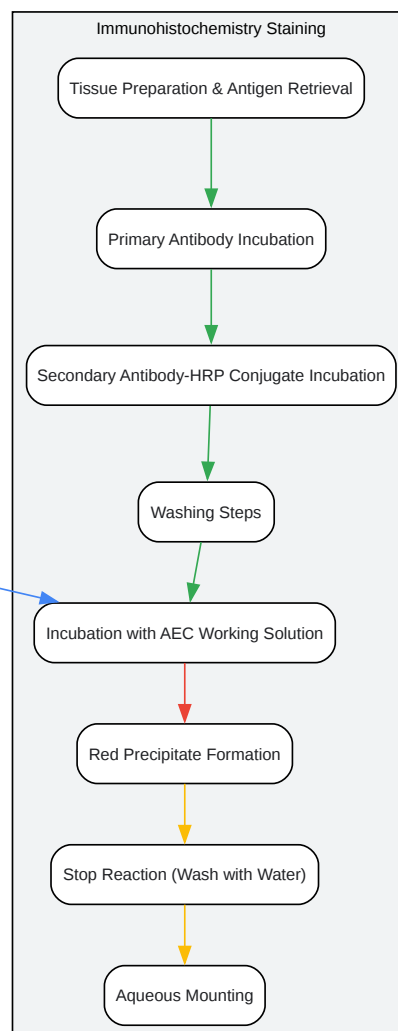 Immunohistochemistry Staining
Tissue Preparation & Antigen Retrieval
Primary Antibody Incubation
Secondary Antibody-HRP Conjugate Incubation
Washing Steps
Incubation with AEC Working Solution
Red Precipitate Formation
Stop Reaction (Wash with Water)
Aqueous Mounting